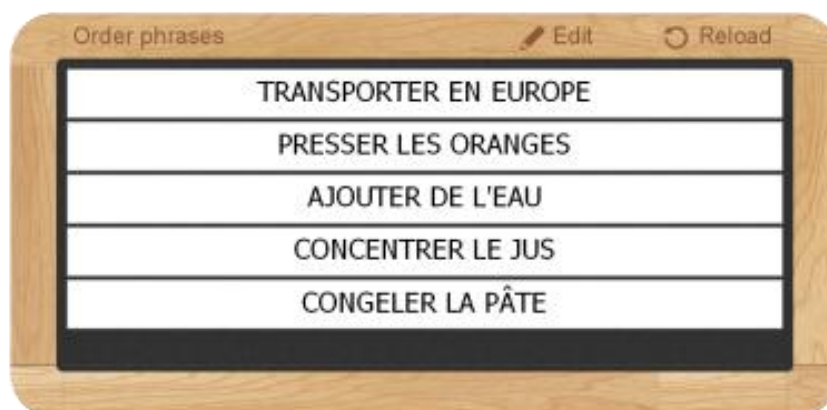 Order phrases Edit Reload
TRANSPORTER EN EUROPE
PRESSER LES ORANGES
AJOUTER DE L'EAU
CONCENTRER LE JUS
CONGELER LA PÂTE